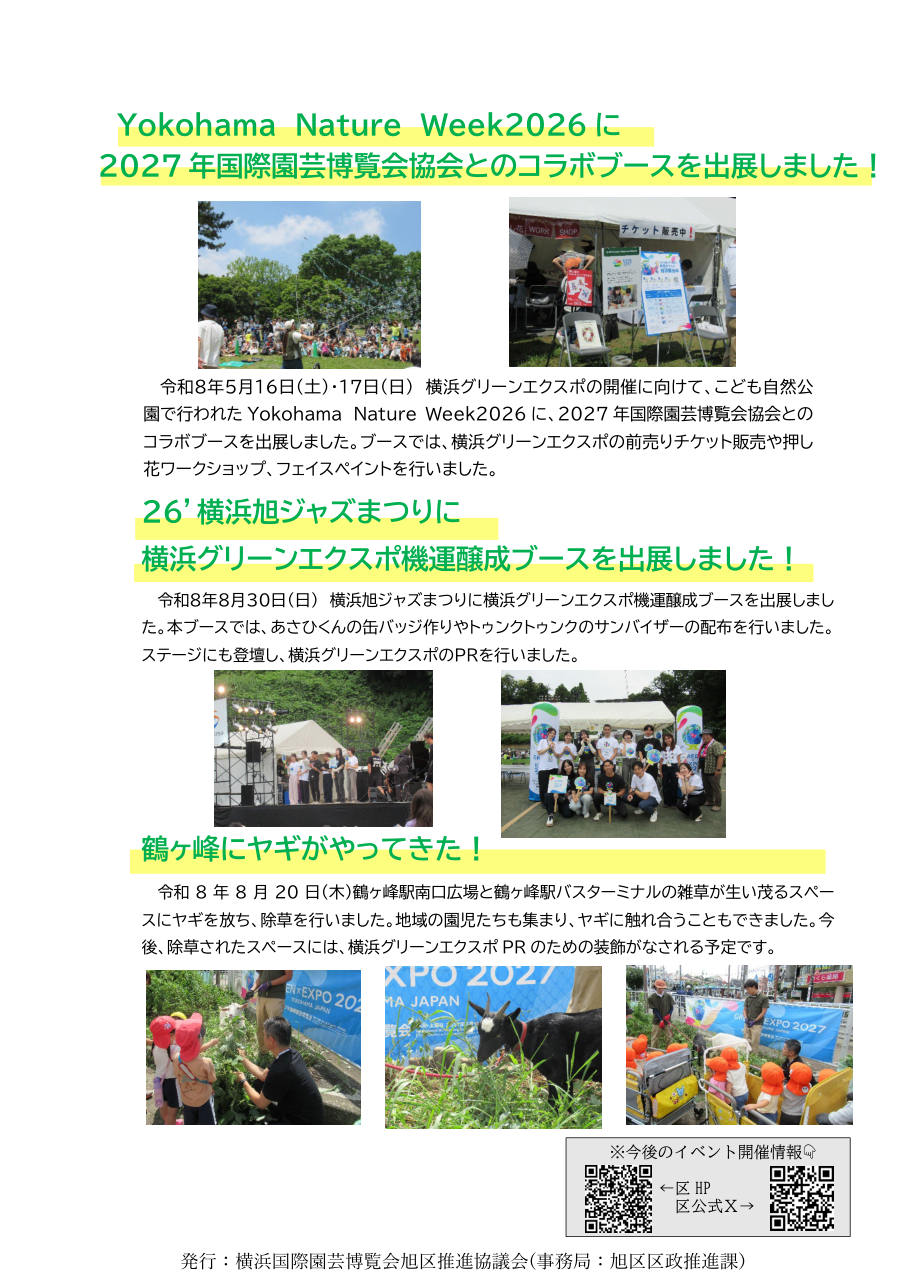 Yokohama Nature Week2026 に
2027 年国際園芸博覧会協会とのコラボブースを出展しました！
WORK SHOP
チケット販売中！
令和8年5月16日(土)・17日(日) 横浜グリーンエクスポの開催に向けて、こども自然公
園で行われた Yokohama Nature Week2026 に、2027 年国際園芸博覧会協会との
コラボブースを出展しました。ブースでは、横浜グリーンエクスポの前売りチケット販売や押し
花ワークショップ、フェイスペイントを行いました。
26’横浜旭ジャズまつりに
横浜グリーンエクスポ機運醸成ブースを出展しました！
令和8年8月30日(日) 横浜旭ジャズまつりに横浜グリーンエクスポ機運醸成ブースを出展しまし
た。本ブースでは、あさひくんの缶バッジ作りやトゥンクトゥンクのサンバイザーの配布を行いました。
ステージにも登壇し、横浜グリーンエクスポのPRを行いました。
鶴ヶ峰にヤギがやってきた！
令和 8 年 8 月 20 日(木)鶴ヶ峰駅南口広場と鶴ヶ峰駅バスターミナルの雑草が生い茂るスペー
スにヤギを放ち、除草を行いました。地域の園児たちも集まり、ヤギに触れ合うこともできました。今
後、除草されたスペースには、横浜グリーンエクスポ PR のための装飾がなされる予定です。
EN×EXPO 202
YOKOHAMA JAPAN
XPO 2027
MA JAPAN
覧会
EXPO 2027
※今後のイベント開催情報👇
←区 HP
区公式X→
発行：横浜国際園芸博覧会旭区推進協議会(事務局：旭区区政推進課)